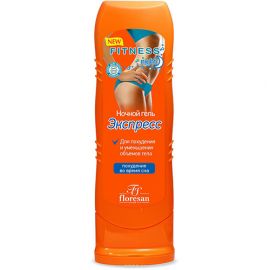 NEW
FITNESS
Ночной гель
Экспресс
Для похудения
и уменьшения
объемов тела
похудение
во время сна
floresan